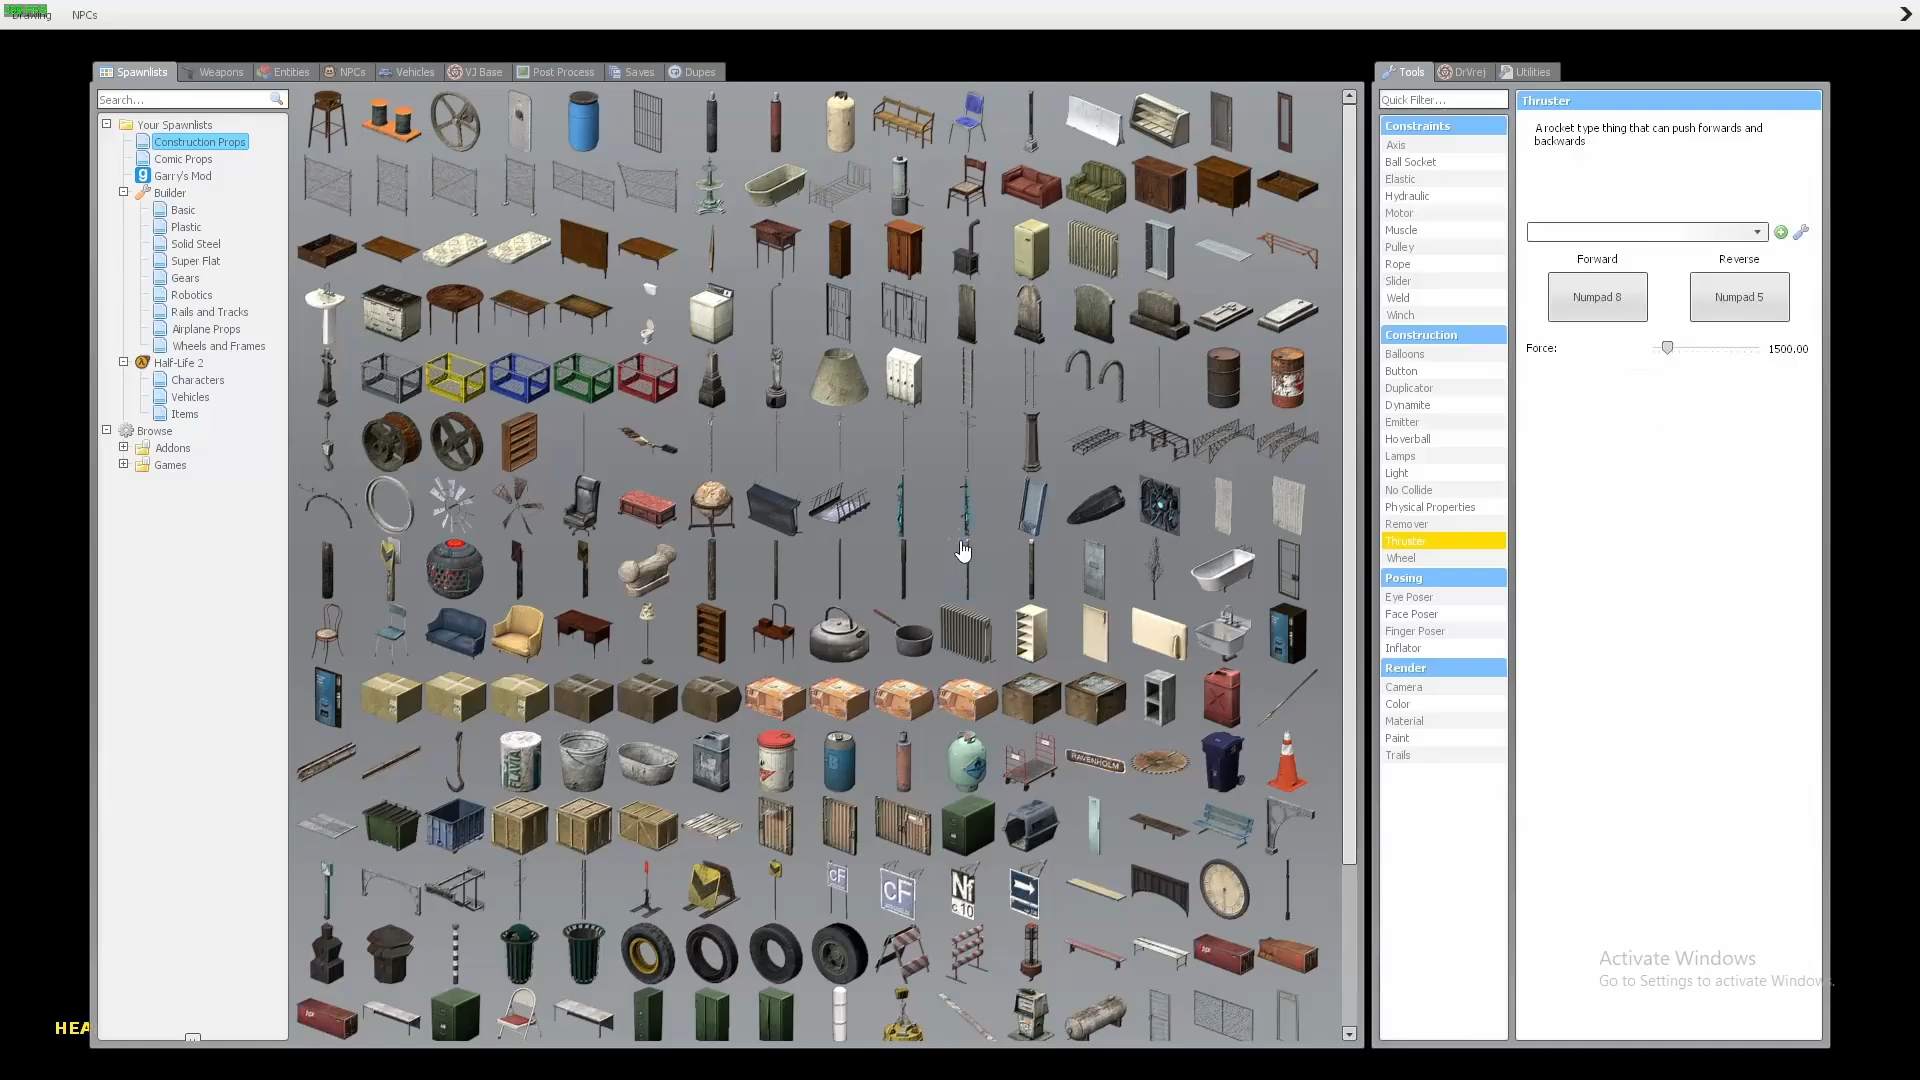 Drawing NPCs
Spawnlists Weapons Entities NPCs Vehicles VJ Base Post Process Saves Dupes
Search...
Your Spawnlists
Construction Props
Comic Props
Garry's Mod
Builder
Basic
Plastic
Solid Steel
Super Flat
Gears
Robotics
Rails and Tracks
Airplane Props
Wheels and Frames
Half-Life 2
Characters
Vehicles
Items
Browse
Addons
Games
RAVENHOLM
cF
cF
Nf
c 10
HEA
Tools DrVrej Utilities
Quick Filter...
Constraints
Axis
Ball Socket
Elastic
Hydraulic
Motor
Muscle
Pulley
Rope
Slider
Weld
Winch
Construction
Balloons
Button
Duplicator
Dynamite
Emitter
Hoverball
Lamps
Light
No Collide
Physical Properties
Remover
Thruster
Wheel
Posing
Eye Poser
Face Poser
Finger Poser
Inflator
Render
Camera
Color
Material
Paint
Trails
Thruster
A rocket type thing that can push forwards and
backwards
Forward Reverse
Numpad 8 Numpad 5
Force: 1500.00
Activate Windows
Go to Settings to activate Windows.